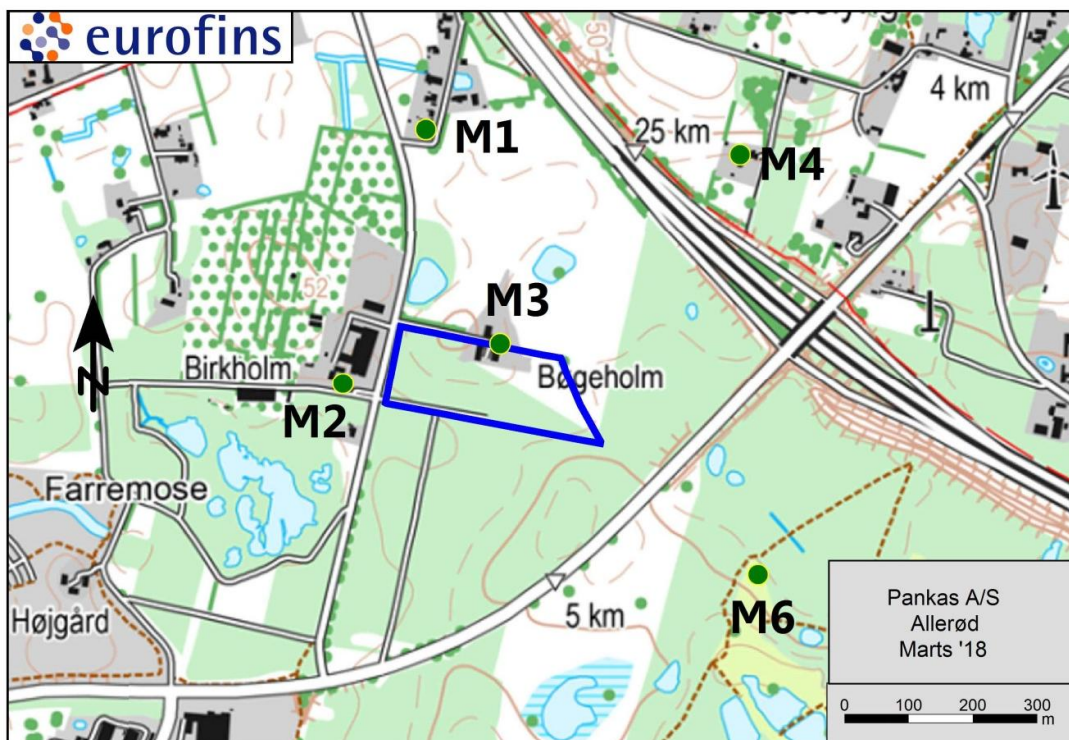 eurofins
50
4 km
25 km
M1
M4
52
M3
Birkholm
Bøgeholm
M2
N
Farremose
Højgård
5 km
M6
Pankas A/S
Allerød
Marts '18
0 100 200 300
m